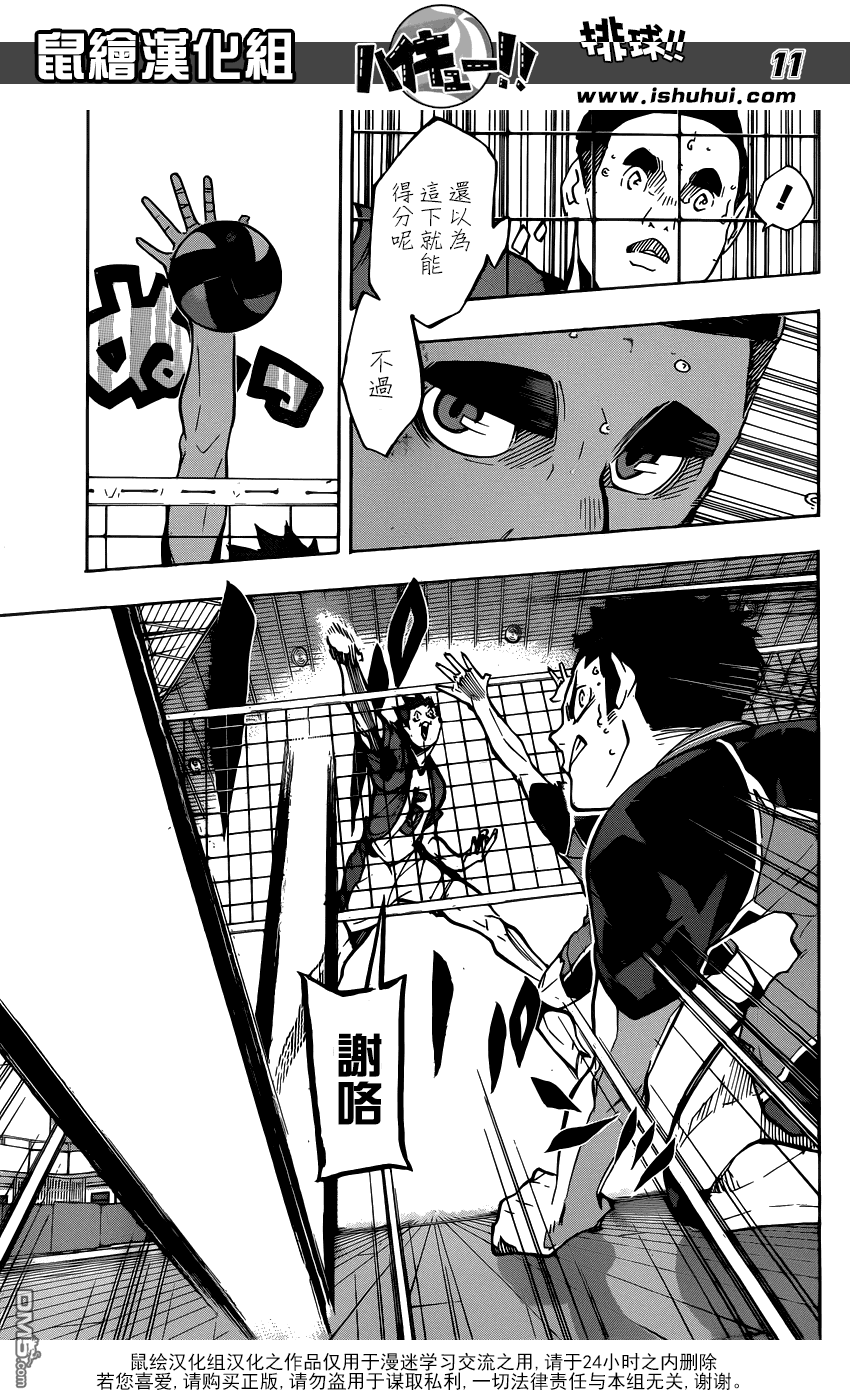 鼠繪漢化組
ハイキュー!!
排球!!
11
www.ishuhui.com
!
還以為
這下就能
得分呢
不過
謝咯
鼠绘汉化组汉化之作品仅用于漫迷学习交流之用, 请于24小时之内删除
若您喜爱, 请购买正版, 请勿盗用于谋取私利, 一切法律责任与本组无关, 谢谢。